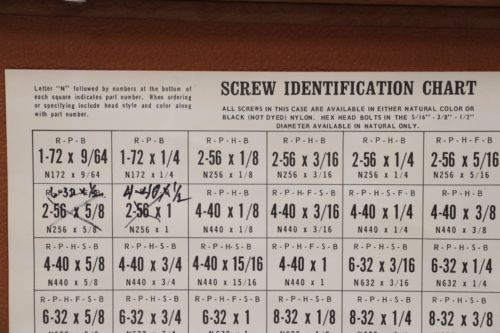 Letter "N" followed by numbers at the bottom of
each square indicates part number. When ordering
or specifying include head style and color along
with part number.
SCREW IDENTIFICATION CHART
ALL SCREWS IN THIS CASE ARE AVAILABLE IN EITHER NATURAL COLOR OR
BLACK (NOT DYED) NYLON. HEX HEAD BOLTS IN THE 5/16" - 3/8" - 1/2"
DIAMETER AVAILABLE IN NATURAL ONLY.
R-P-B R-P-B R-P-H-B R-P-H-B R-P-H-B R-P-H-B
1-72 x 9/64 1-72 x 1/4 2-56 x 1/8 2-56 x 3/16 2-56 x 1/4 2-56 x 5/16
N172 x 9/64 N172 x 1/4 N256 x 1/8 N256 x 3/16 N256 x 1/4 N256 x 5/16
6-32 x 1/2 4-40 x 1/2 R-P-H-B R-P-H-S-B R-P-H-S-F-B R-P-H-S-B
2-56 x 5/8 2-56 x 1 4-40 x 1/8 4-40 x 3/16 4-40 x 1/4 4-40 x 3/8
N256 x 5/8 N256 x 1 N440 x 1/8 N440 x 3/16 N440 x 1/4 N440 x 3/8
R-P-H-S-B R-P-H-S-B R-P-H-S-B R-P-H-S-B R-P-H-S-B R-P-H-F-S-B
4-40 x 5/8 4-40 x 3/4 4-40 x 15/16 4-40 x 1 6-32 x 3/16 6-32 x 1/4
N440 x 5/8 N440 x 3/4 N440 x 15/16 N440 x 1 N632 x 3/16 N632 x 1/4
R-P-H-F-S-B R-P-H-F-S-B R-P-H-F-S-B R-P-H-S-B R-P-H-S-B R-P-H-F-S-B
6-32 x 5/8 6-32 x 3/4 6-32 x 1 8-32 x 1/8 8-32 x 3/16 8-32 x 1/4